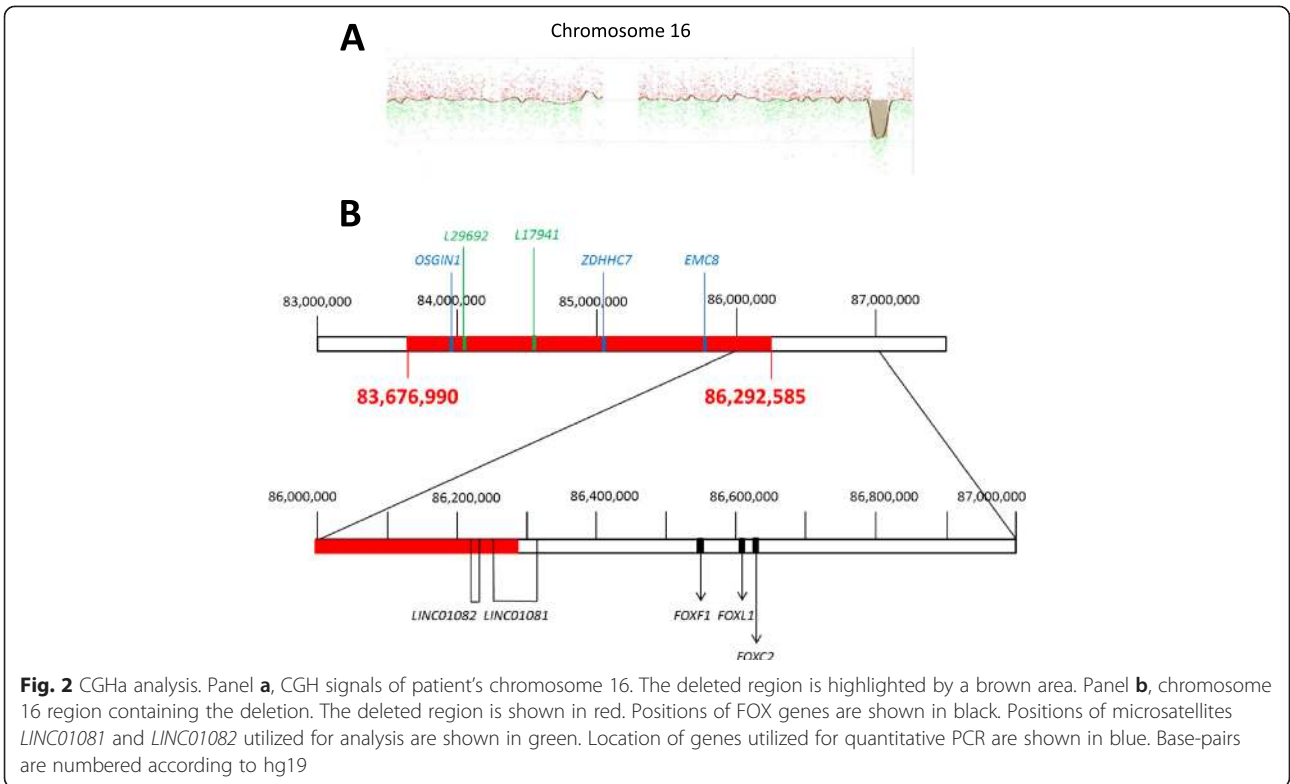 A
Chromosome 16
B
L29692 L17941
OSGIN1 ZDHHC7 EMC8
83,000,000 84,000,000 85,000,000 86,000,000 87,000,000
83,676,990 86,292,585
86,000,000 86,200,000 86,400,000 86,600,000 86,800,000 87,000,000
LINC01082 LINC01081 FOXF1 FOXL1
FOXC2
Fig. 2 CGHa analysis. Panel a, CGH signals of patient's chromosome 16. The deleted region is highlighted by a brown area. Panel b, chromosome
16 region containing the deletion. The deleted region is shown in red. Positions of FOX genes are shown in black. Positions of microsatellites
LINC01081 and LINC01082 utilized for analysis are shown in green. Location of genes utilized for quantitative PCR are shown in blue. Base-pairs
are numbered according to hg19